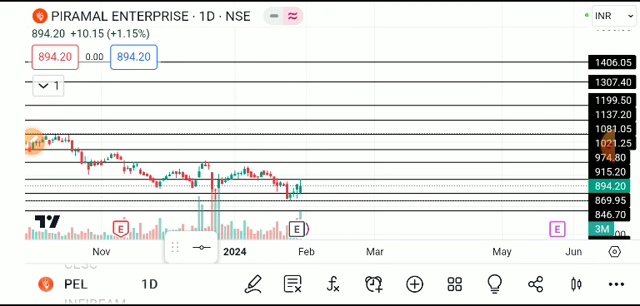 PIRAMAL ENTERPRISE · 1D · NSE
INR
894.20 +10.15 (+1.15%)
894.20 0.00 894.20
1
1406.05
1307.40
1199.50
1137.20
1081.05
1021.25
974.80
915.20
894.20
869.95
846.70
3M
E E E
Nov 2024 Feb Mar May Jun
PEL 1D